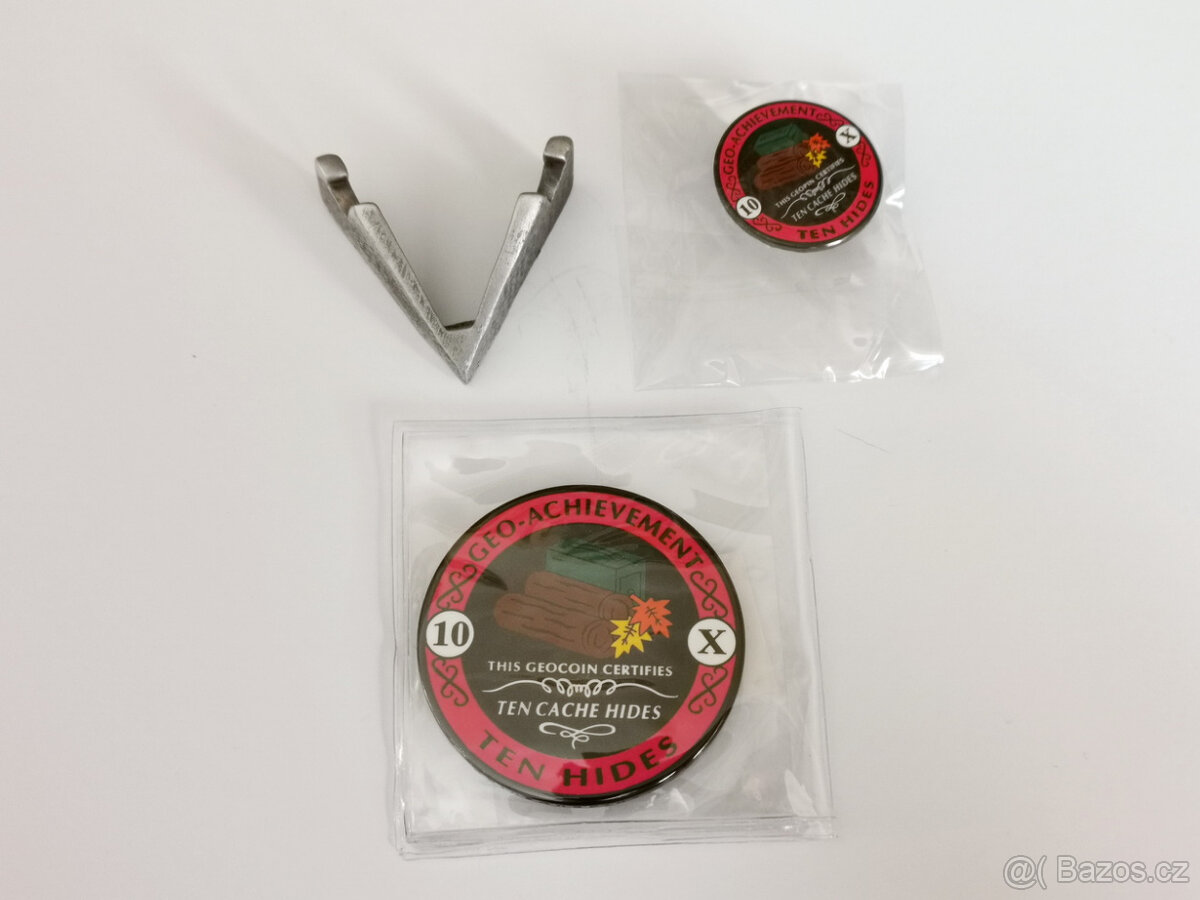 GEO-ACHIEVEMENT
X
10
THIS GEOPIN CERTIFIES
TEN CACHE HIDES
TEN HIDES
GEO-ACHIEVEMENT
10
X
THIS GEOCOIN CERTIFIES
TEN CACHE HIDES
TEN HIDES
@( Bazos.cz